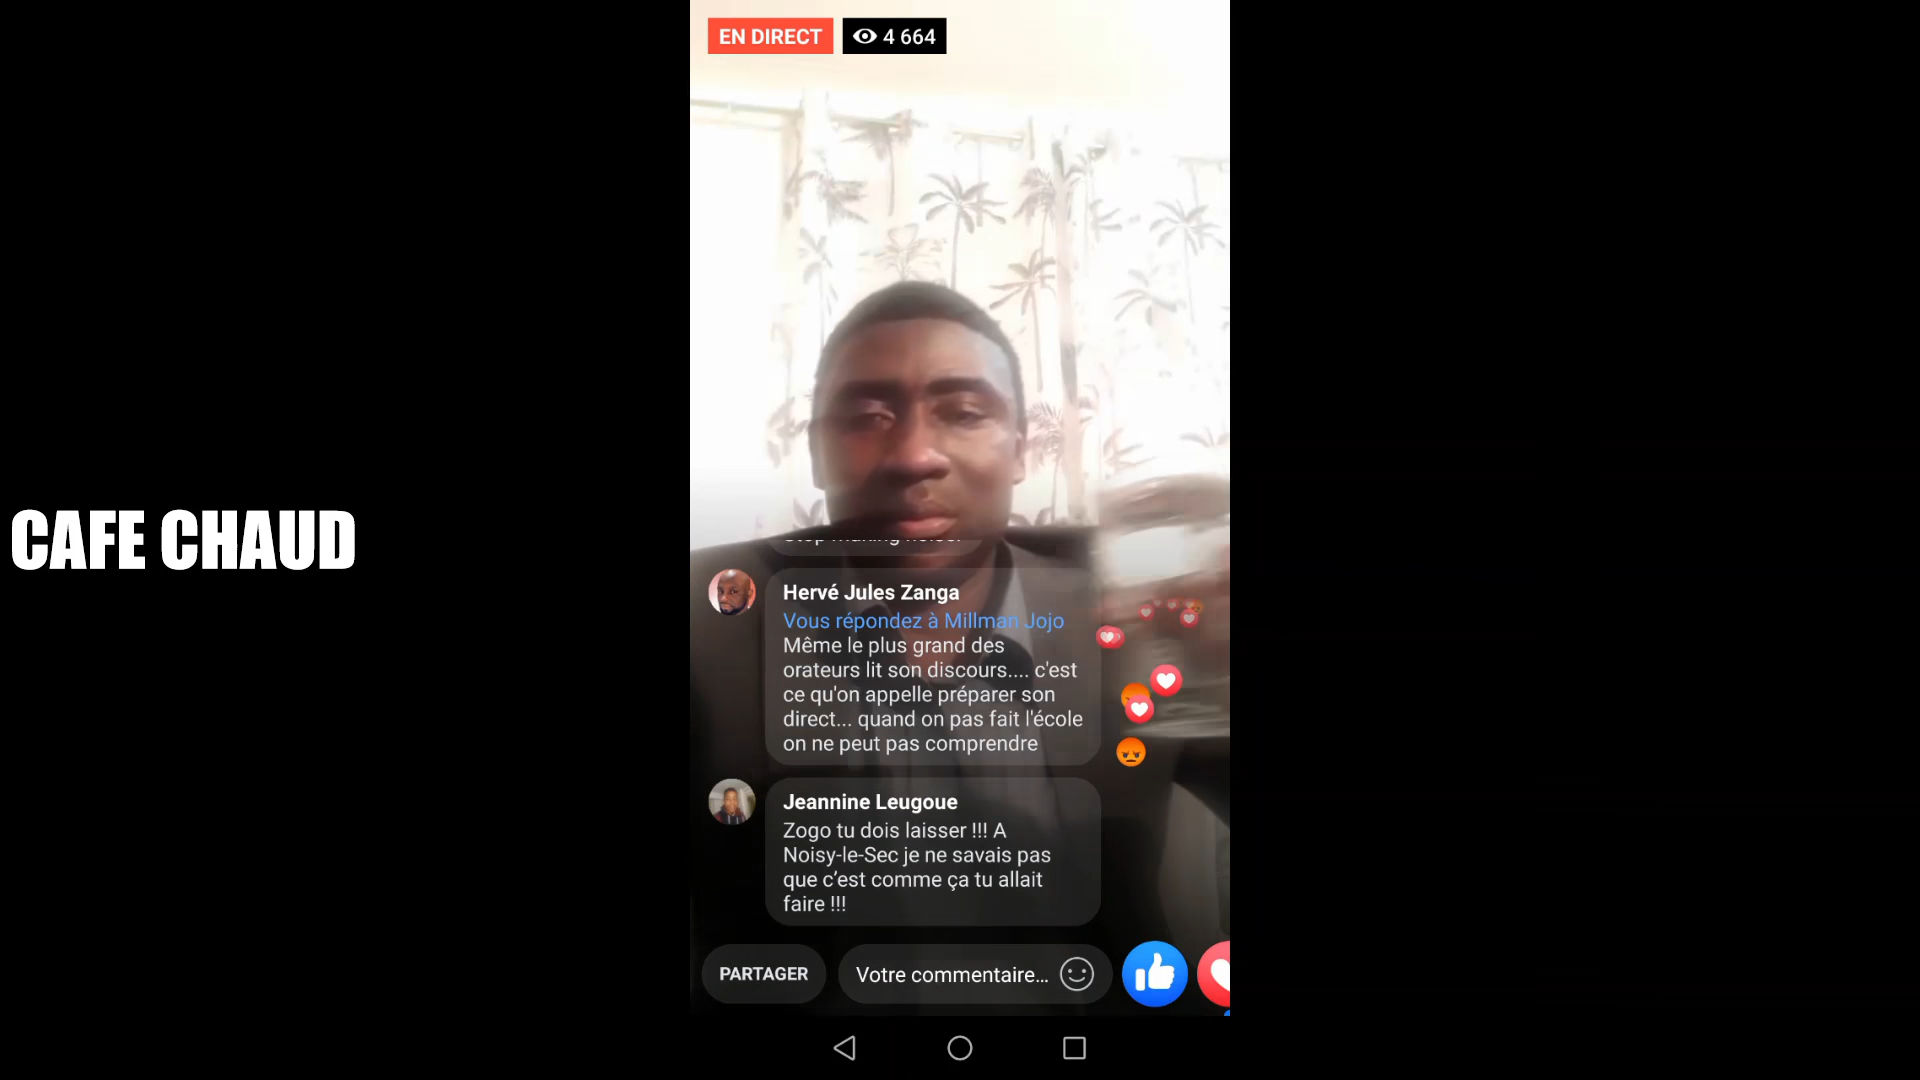 EN DIRECT
4 664
CAFE CHAUD
Stop making noise!
Hervé Jules Zanga
Vous répondez à Millman Jojo
Même le plus grand des
orateurs lit son discours.... c'est
ce qu'on appelle préparer son
direct... quand on pas fait l'école
on ne peut pas comprendre
Jeannine Leugoue
Zogo tu dois laisser !!! A
Noisy-le-Sec je ne savais pas
que c’est comme ça tu allait
faire !!!
PARTAGER
Votre commentaire...